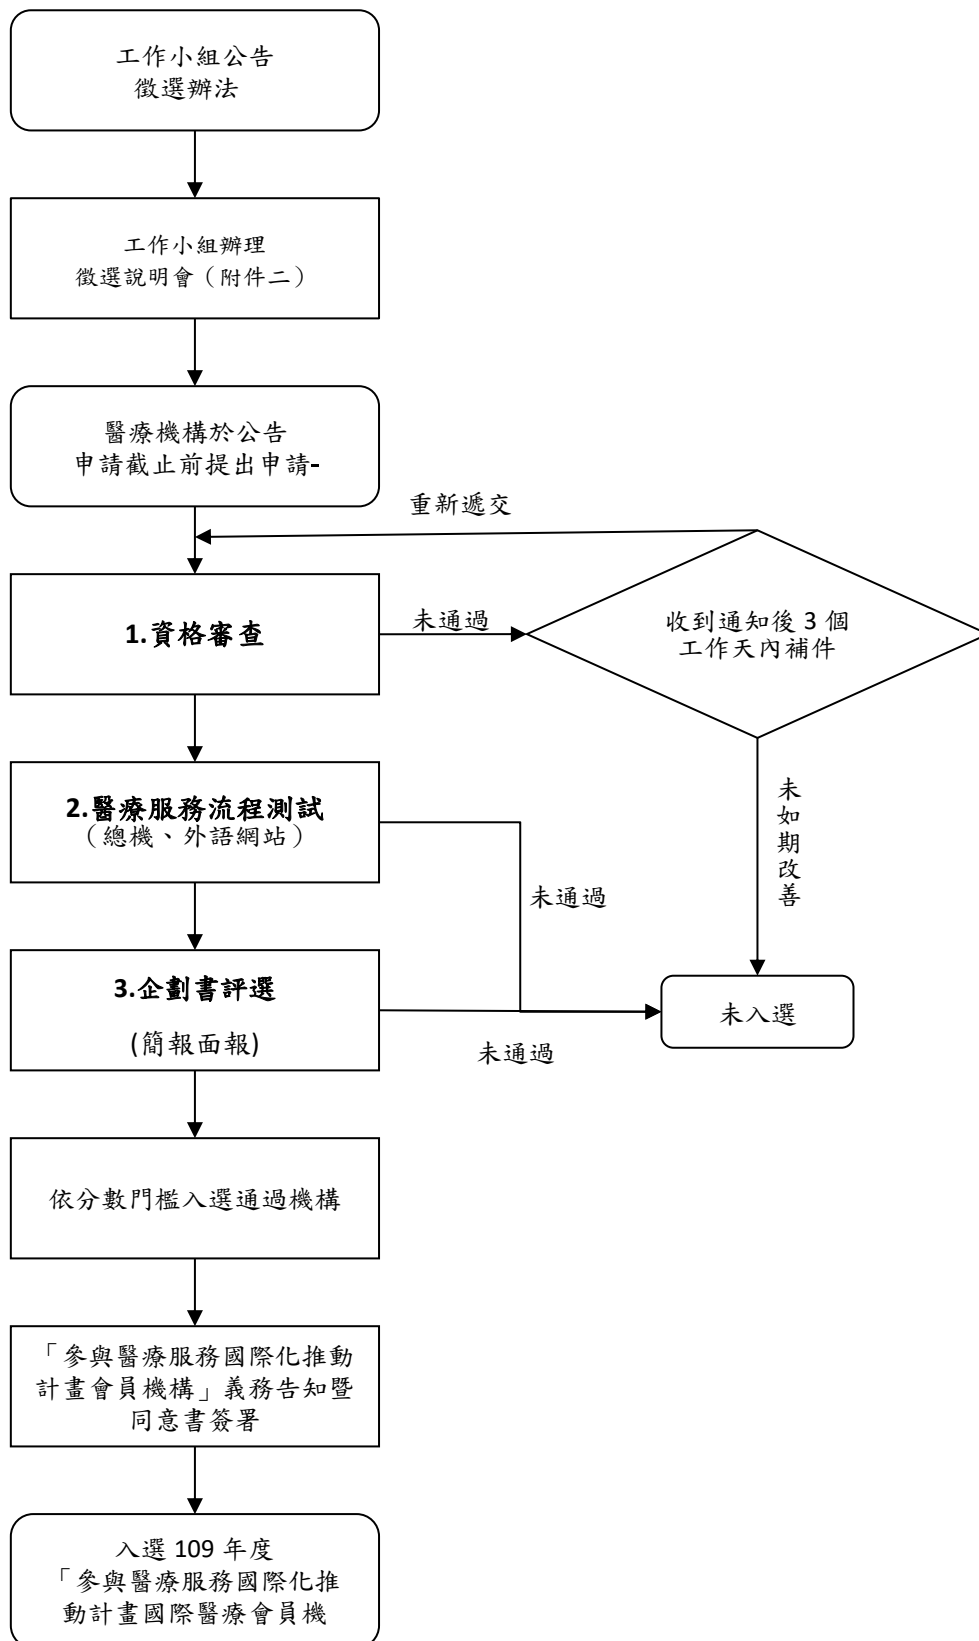 工作小組公告
徵選辦法
工作小組辦理
徵選說明會（附件二）
醫療機構於公告
申請截止前提出申請-
重新遞交
1.資格審查
未通過
收到通知後 3 個
工作天內補件
2.醫療服務流程測試
（總機、外語網站）
未通過
未如期改善
3.企劃書評選
(簡報面報)
未通過
未入選
依分數門檻入選通過機構
「參與醫療服務國際化推動
計畫會員機構」義務告知暨
同意書簽署
入選 109 年度
「參與醫療服務國際化推
動計畫國際醫療會員機